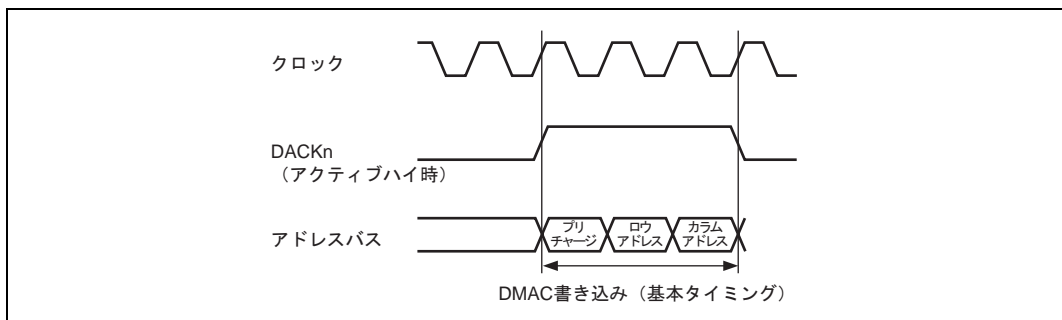 クロック
DACKn
（アクティブハイ時）
アドレスバス
プリ
チャージ
ロウ
アドレス
カラム
アドレス
DMAC書き込み（基本タイミング）